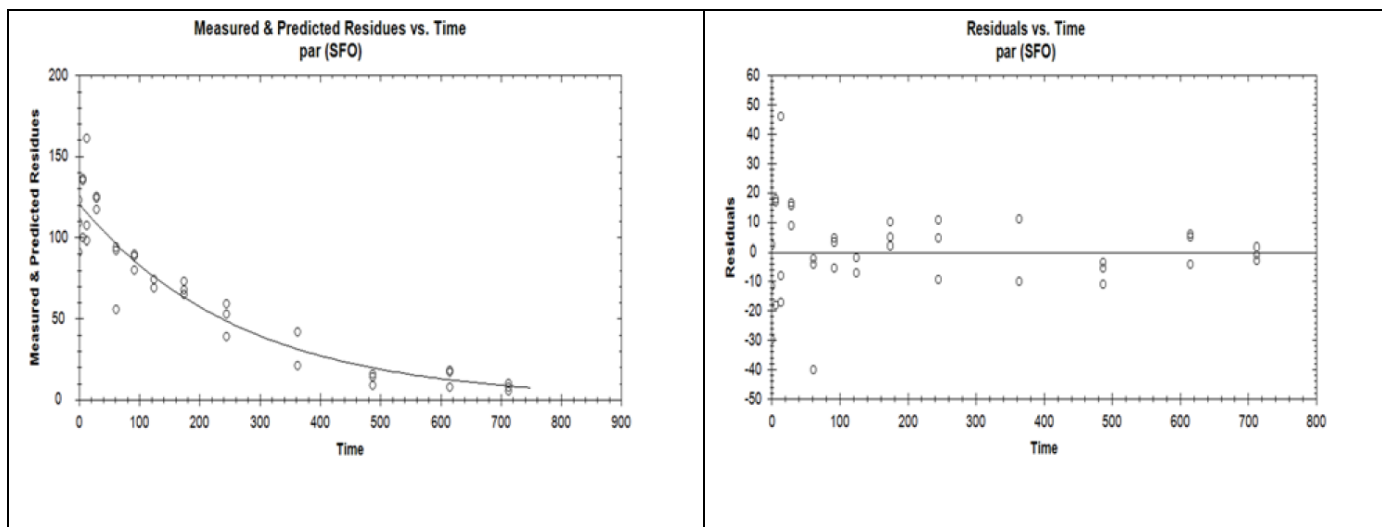 Measured & Predicted Residues vs. Time
par (SFO)
200
150
100
50
0
Measured & Predicted Residues
0 100 200 300 400 500 600 700 800 900
Time
Residuals vs. Time
par (SFO)
60
50
40
30
20
10
0
-10
-20
-30
-40
-50
Residuals
0 100 200 300 400 500 600 700 800
Time